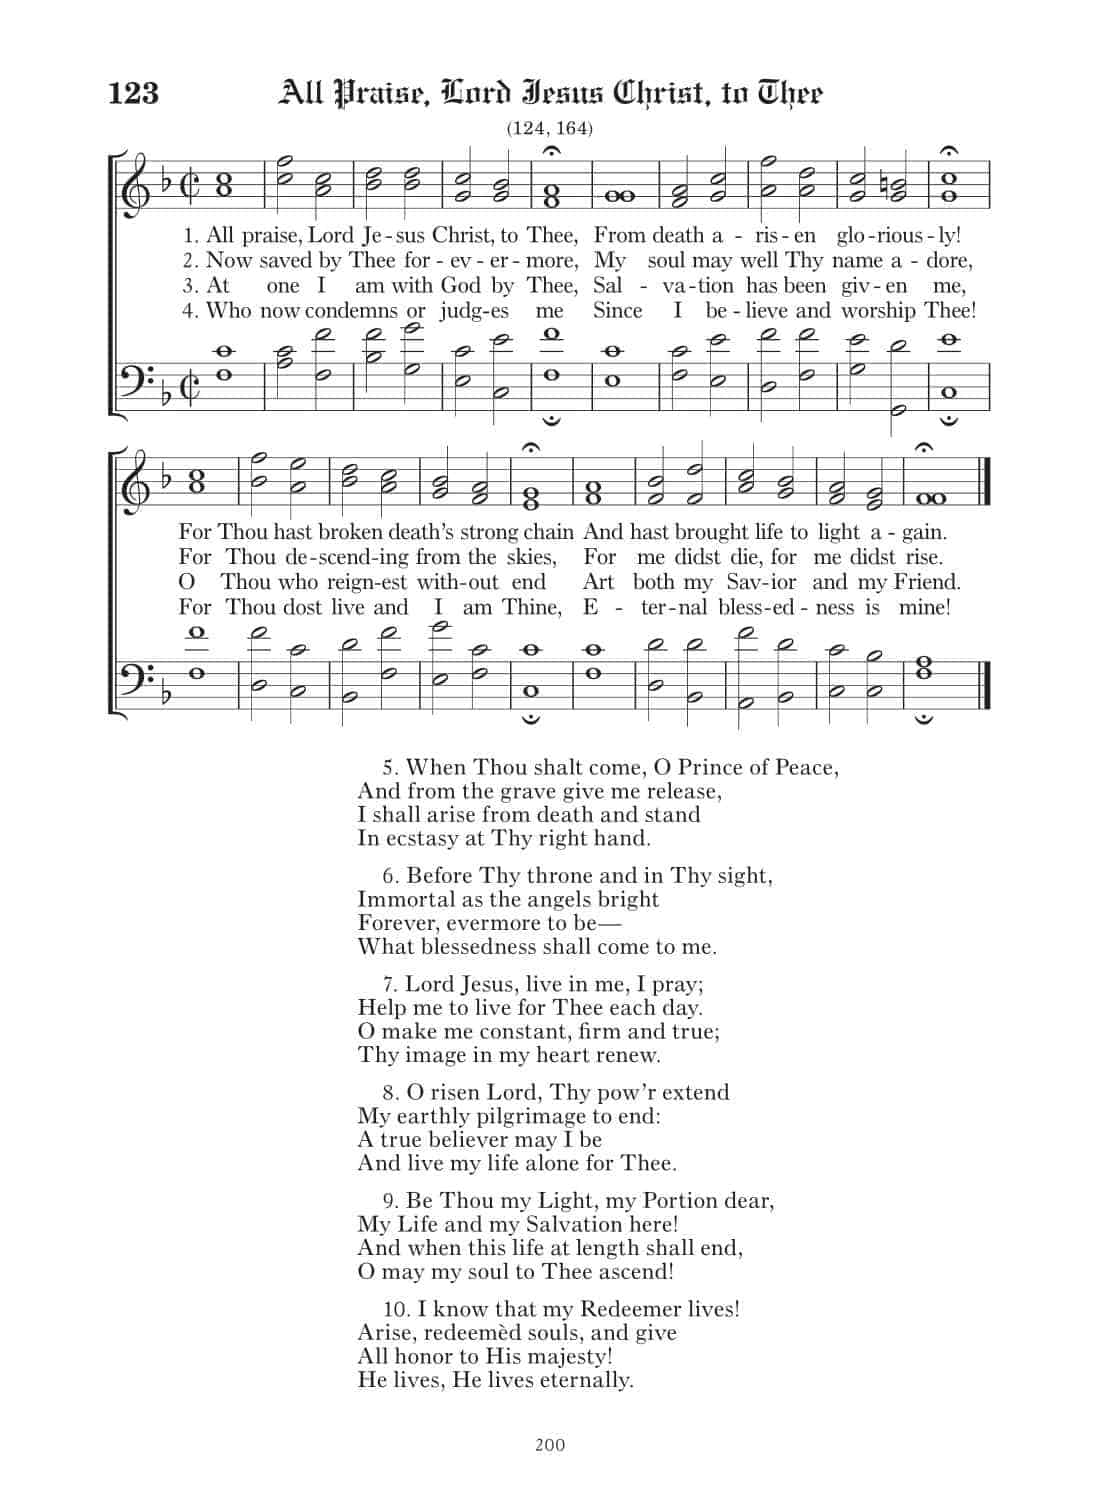 123 All Praise, Lord Jesus Christ, to Thee
(124, 164)
1. All praise, Lord Je - sus Christ, to Thee, From death a - ris - en glo - rious - ly!
2. Now saved by Thee for - ev - er - more, My soul may well Thy name a - dore,
3. At one I am with God by Thee, Sal - va - tion has been giv - en me,
4. Who now condemns or judg - es me Since I be - lieve and worship Thee!
For Thou hast broken death's strong chain And hast brought life to light a - gain.
For Thou de - scend - ing from the skies, For me didst die, for me didst rise.
O Thou who reign - est with - out end Art both my Sav - ior and my Friend.
For Thou dost live and I am Thine, E - ter - nal bless - ed - ness is mine!
5. When Thou shalt come, O Prince of Peace,
And from the grave give me release,
I shall arise from death and stand
In ecstasy at Thy right hand.
6. Before Thy throne and in Thy sight,
Immortal as the angels bright
Forever, evermore to be—
What blessedness shall come to me.
7. Lord Jesus, live in me, I pray;
Help me to live for Thee each day.
O make me constant, firm and true;
Thy image in my heart renew.
8. O risen Lord, Thy pow'r extend
My earthly pilgrimage to end:
A true believer may I be
And live my life alone for Thee.
9. Be Thou my Light, my Portion dear,
My Life and my Salvation here!
And when this life at length shall end,
O may my soul to Thee ascend!
10. I know that my Redeemer lives!
Arise, redeemèd souls, and give
All honor to His majesty!
He lives, He lives eternally.
200